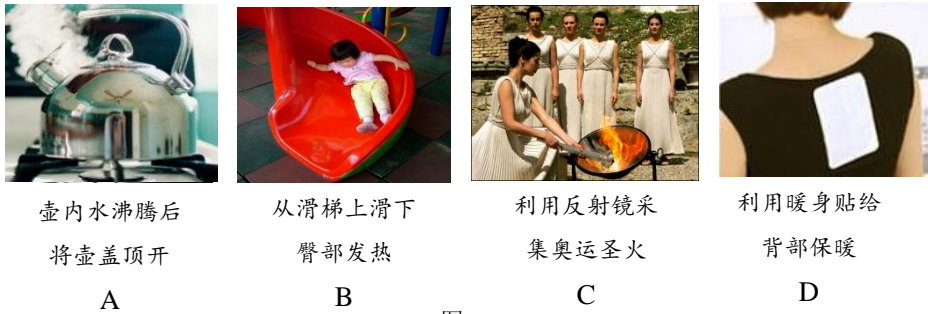 壶内水沸腾后
将壶盖顶开
A
从滑梯上滑下
臀部发热
B
利用反射镜采
集奥运圣火
C
利用暖身贴给
背部保暖
D